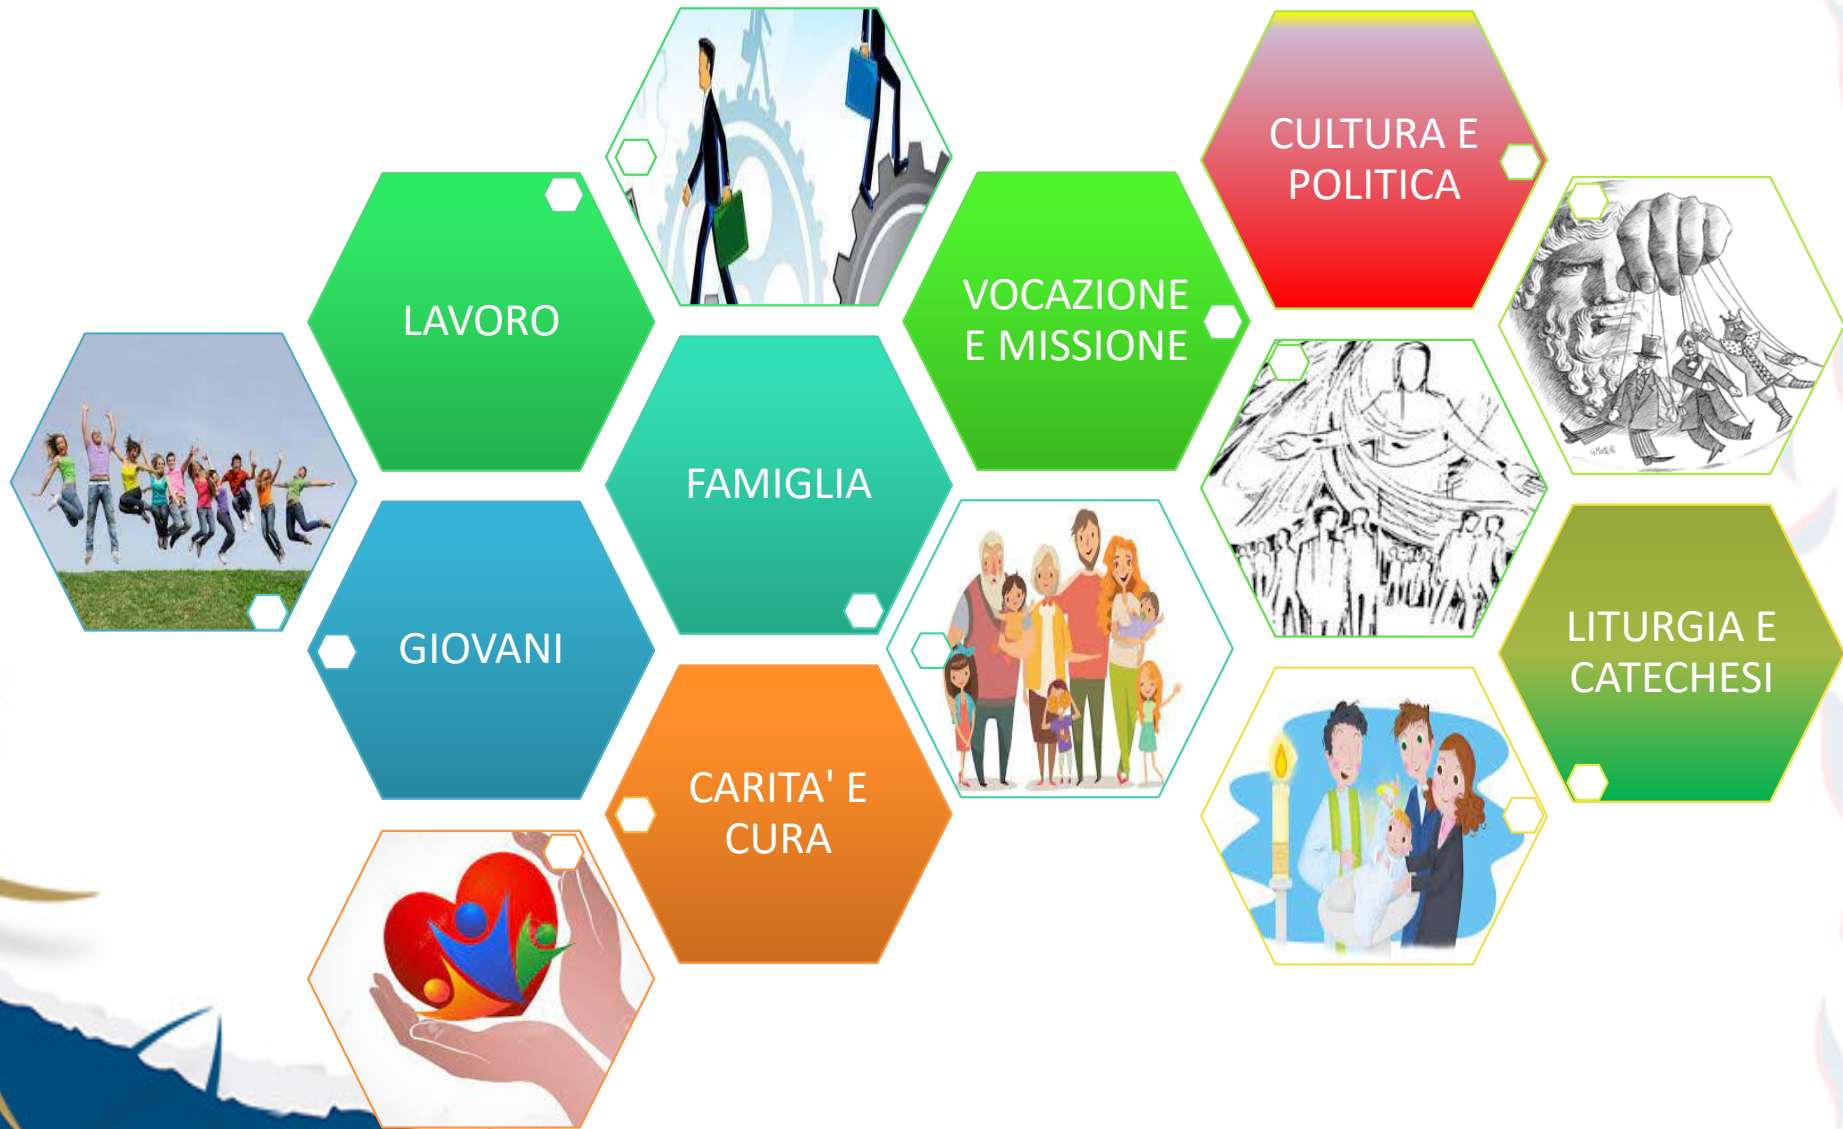 CULTURA E
POLITICA
LAVORO
VOCAZIONE
E MISSIONE
FAMIGLIA
GIOVANI
LITURGIA E
CATECHESI
CARITA' E
CURA